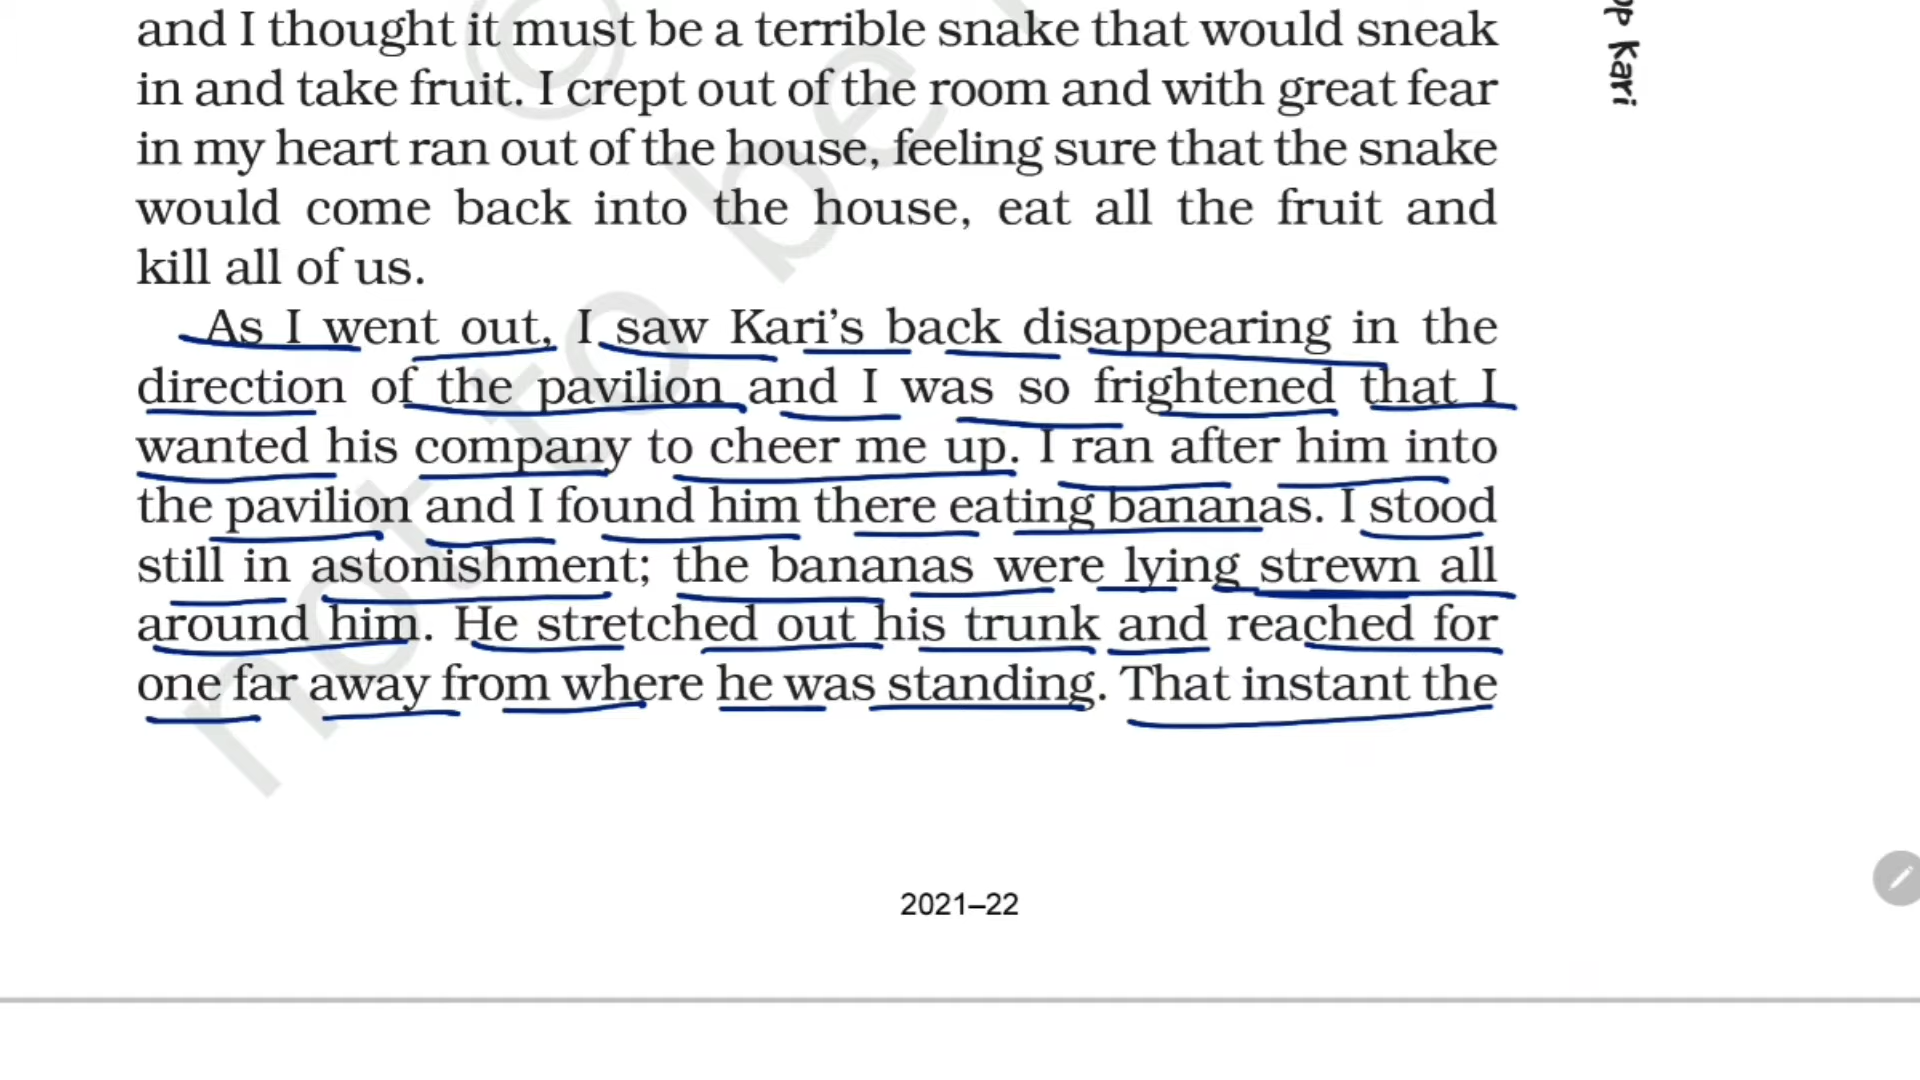 and I thought it must be a terrible snake that would sneak
in and take fruit. I crept out of the room and with great fear
in my heart ran out of the house, feeling sure that the snake
would come back into the house, eat all the fruit and
kill all of us.
As I went out, I saw Kari's back disappearing in the
direction of the pavilion and I was so frightened that I
wanted his company to cheer me up. I ran after him into
the pavilion and I found him there eating bananas. I stood
still in astonishment; the bananas were lying strewn all
around him. He stretched out his trunk and reached for
one far away from where he was standing. That instant the
Kari
not to be
©
2021–22